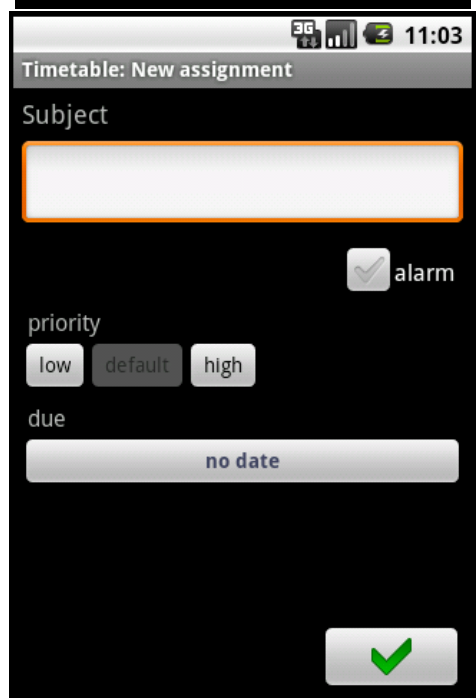 3G 11:03
Timetable: New assignment
Subject
alarm
priority
low default high
due
no date